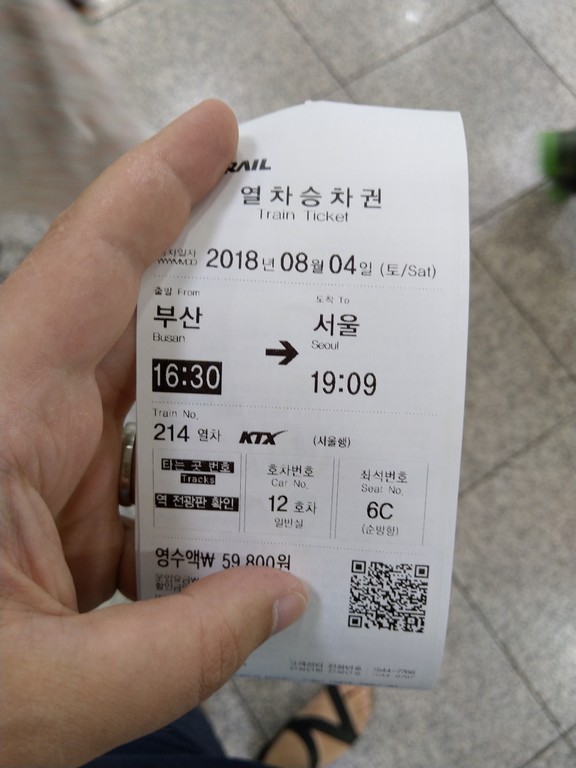 RAIL
열차승차권
Train Ticket
2018년 08월 04일 (토/Sat)
출발 From
도착 To
부산
서울
Busan
Seoul
16:30
19:09
Train No.
214 열차 KTX (서울행)
타는 곳 번호
Tracks
역 전광판 확인
호차번호
Car No.
12 호차
일반실
좌석번호
Seat No.
6C
(순방향)
영수액₩ 59,800원